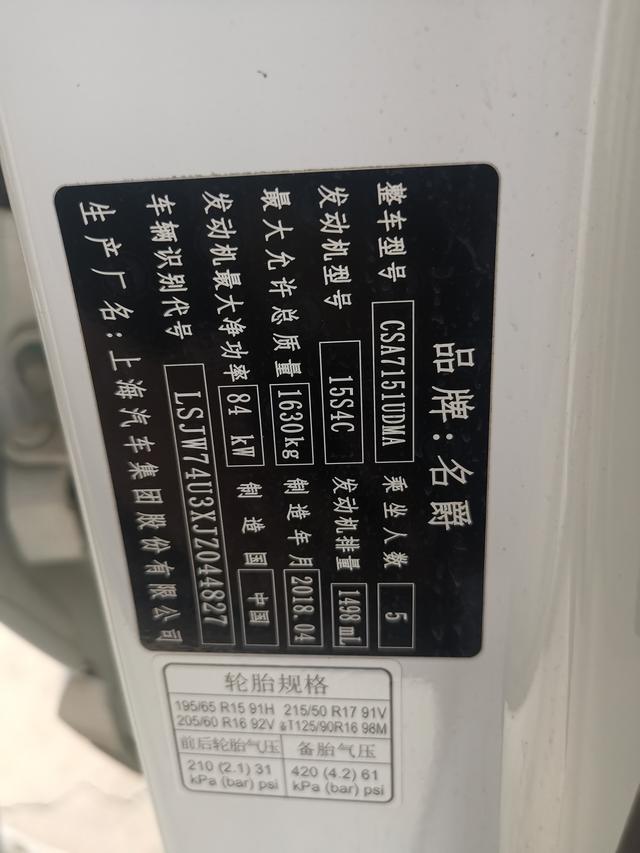 品牌:名爵
整车型号 CSA7151UDMA 乘坐人数 5
发动机型号 15S4C 发动机排量 1498 mL
最大允许总质量 1630kg 制造年月 2018.04
发动机最大净功率 84 kW 制造国 中国
车辆识别代号 LSJW74U3XJZ044827
生产厂名:上海汽车集团股份有限公司
轮胎规格
195/65 R15 91H 215/50 R17 91V
205/60 R16 92V &T125/90R16 98M
前后轮胎气压 备胎气压
210 (2.1) 31 420 (4.2) 61
kPa (bar) psi kPa (bar) psi